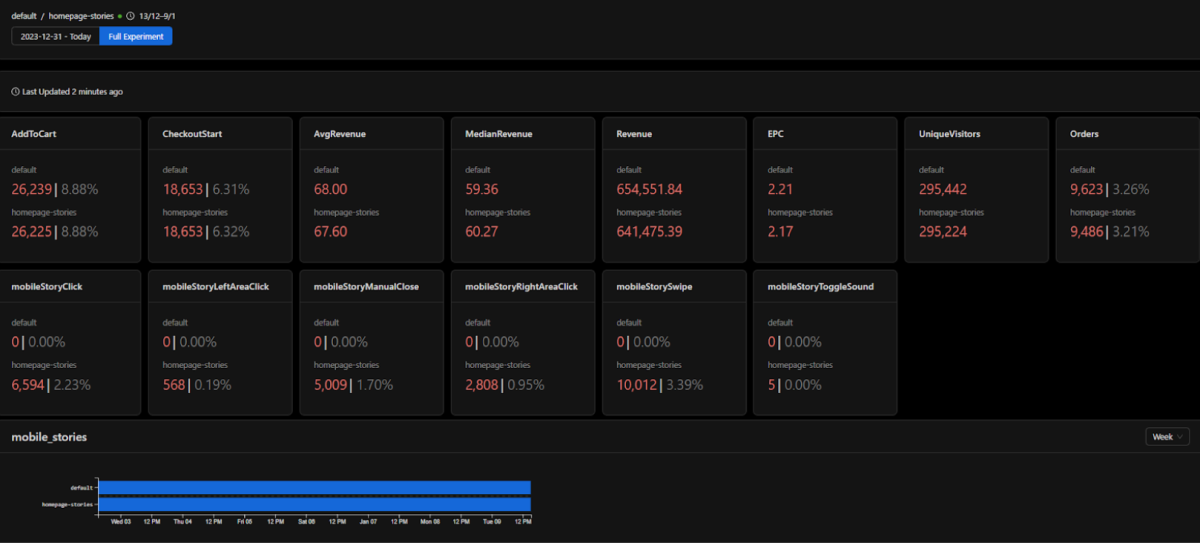 default / homepage-stories 13/12–9/1
2023-12-31 - Today Full Experiment
Last Updated 2 minutes ago
AddToCart CheckoutStart AvgRevenue MedianRevenue Revenue EPC UniqueVisitors Orders
default default default default default default default default
26,239 | 8.88% 18,653 | 6.31% 68.00 59.36 654,551.84 2.21 295,442 9,623 | 3.26%
homepage-stories homepage-stories homepage-stories homepage-stories homepage-stories homepage-stories homepage-stories homepage-stories
26,225 | 8.88% 18,653 | 6.32% 67.60 60.27 641,475.39 2.17 295,224 9,486 | 3.21%
mobileStoryClick mobileStoryLeftAreaClick mobileStoryManualClose mobileStoryRightAreaClick mobileStorySwipe mobileStoryToggleSound
default default default default default default
0 | 0.00% 0 | 0.00% 0 | 0.00% 0 | 0.00% 0 | 0.00% 0 | 0.00%
homepage-stories homepage-stories homepage-stories homepage-stories homepage-stories homepage-stories
6,594 | 2.23% 568 | 0.19% 5,009 | 1.70% 2,808 | 0.95% 10,012 | 3.39% 5 | 0.00%
mobile_stories Week
default
homepage-stories
Wed 03 12 PM Thu 04 12 PM Fri 05 12 PM Sat 06 12 PM Jan 07 12 PM Mon 08 12 PM Tue 09 12 PM